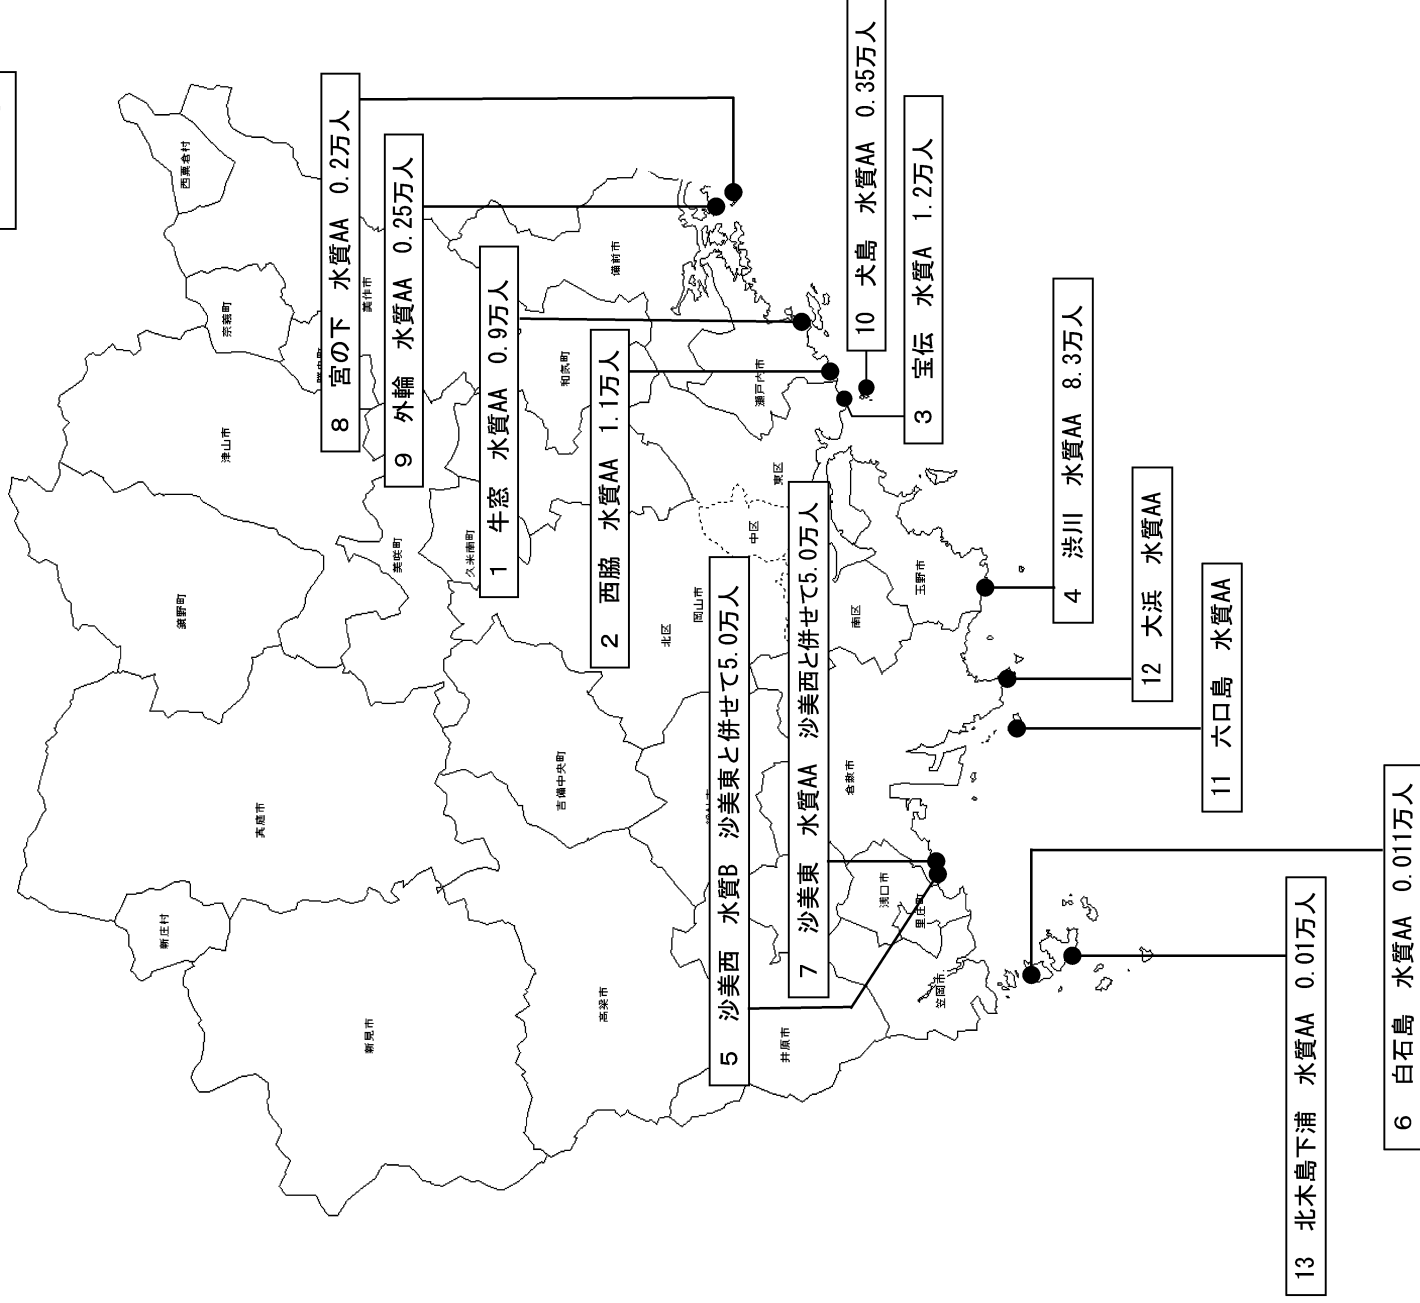 8 宮の下 水質AA 0.2万人
9 外輪 水質AA 0.25万人
1 牛窓 水質AA 0.9万人
2 西脇 水質AA 1.1万人
10 犬島 水質AA 0.35万人
3 宝伝 水質A 1.2万人
4 渋川 水質AA 8.3万人
12 大浜 水質AA
11 六口島 水質AA
5 沙美西 水質B 沙美東と併せて5.0万人
7 沙美東 水質AA 沙美西と併せて5.0万人
6 白石島 水質AA 0.011万人
13 北木島下浦 水質AA 0.01万人
西粟倉村
奈義町
美作市
津山市
鏡野町
美咲町
久米南町
和気町
備前市
瀬戸内市
東区
中区
岡山市
北区
南区
玉野市
真庭市
新庄村
吉備中央町
倉敷市
浅口市
里庄町
笠岡市
井原市
高梁市
新見市